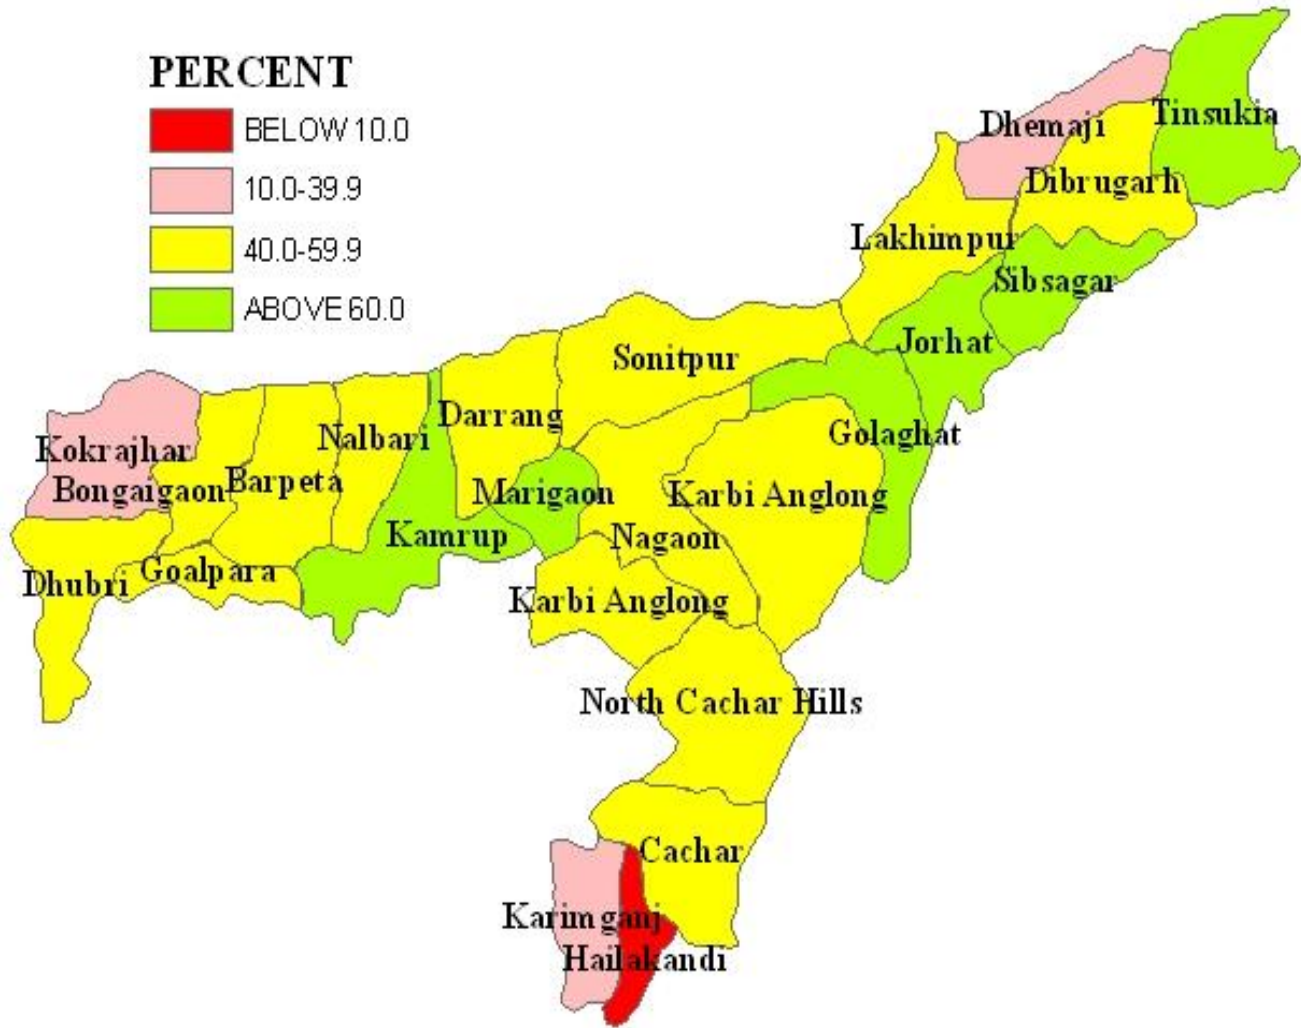 PERCENT
BELOW 10.0
10.0-39.9
40.0-59.9
ABOVE 60.0
Tinsukia
Dhemaji
Dibrugarh
Lakhimpur
Sibsagar
Jorhat
Sonitpur
Darrang
Golaghat
Nalbari
Kokrajhar
Barpeta
Bongaigaon
Marigaon
Karbi Anglong
Kamrup
Nagaon
Goalpara
Dhubri
Karbi Anglong
North Cachar Hills
Cachar
Karimganj
Hailakandi